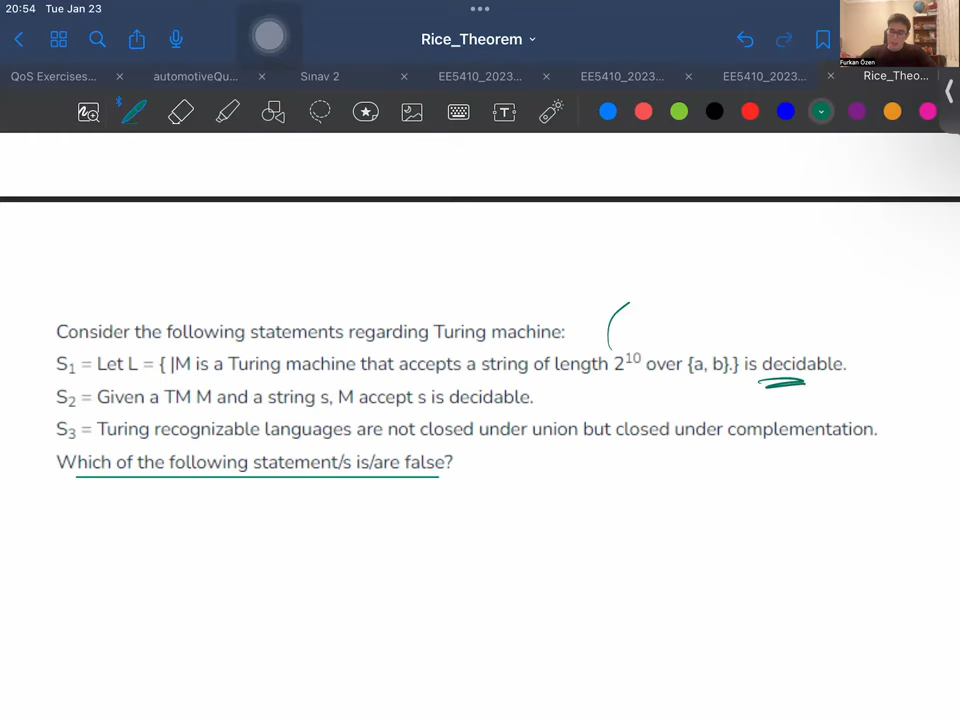 20:54 Tue Jan 23
Rice_Theorem
QoS Exercises... × automotiveQu... × Sınav 2 × EE5410_2023... × EE5410_2023... × EE5410_2023... × Rice_Theo...
Furkan Özen
Consider the following statements regarding Turing machine:
S₁ = Let L = { |M is a Turing machine that accepts a string of length 2¹⁰ over {a, b}.} is decidable.
S₂ = Given a TM M and a string s, M accept s is decidable.
S₃ = Turing recognizable languages are not closed under union but closed under complementation.
Which of the following statement/s is/are false?